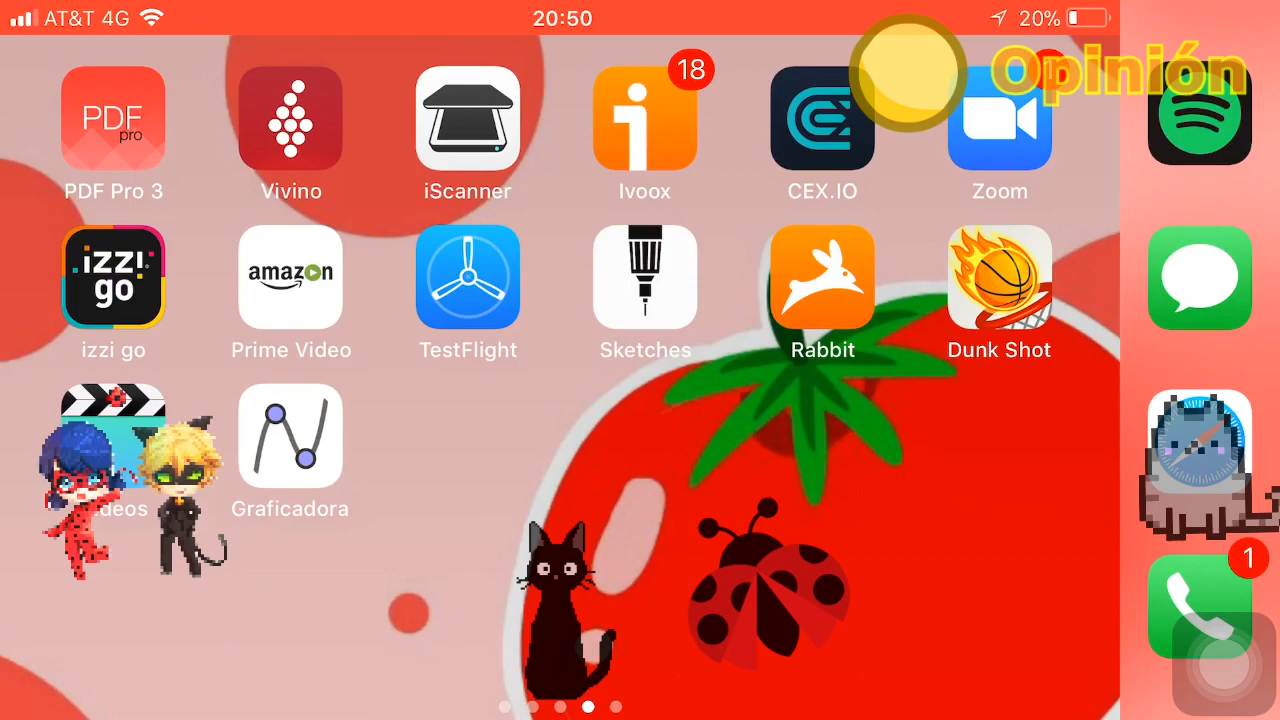 AT&T 4G 20:50 20%
Opinión
PDF pro 18
PDF Pro 3 Vivino iScanner Ivoox CEX.IO Zoom
izzi go amazon
izzi go Prime Video TestFlight Sketches Rabbit Dunk Shot
deos Graficadora
1